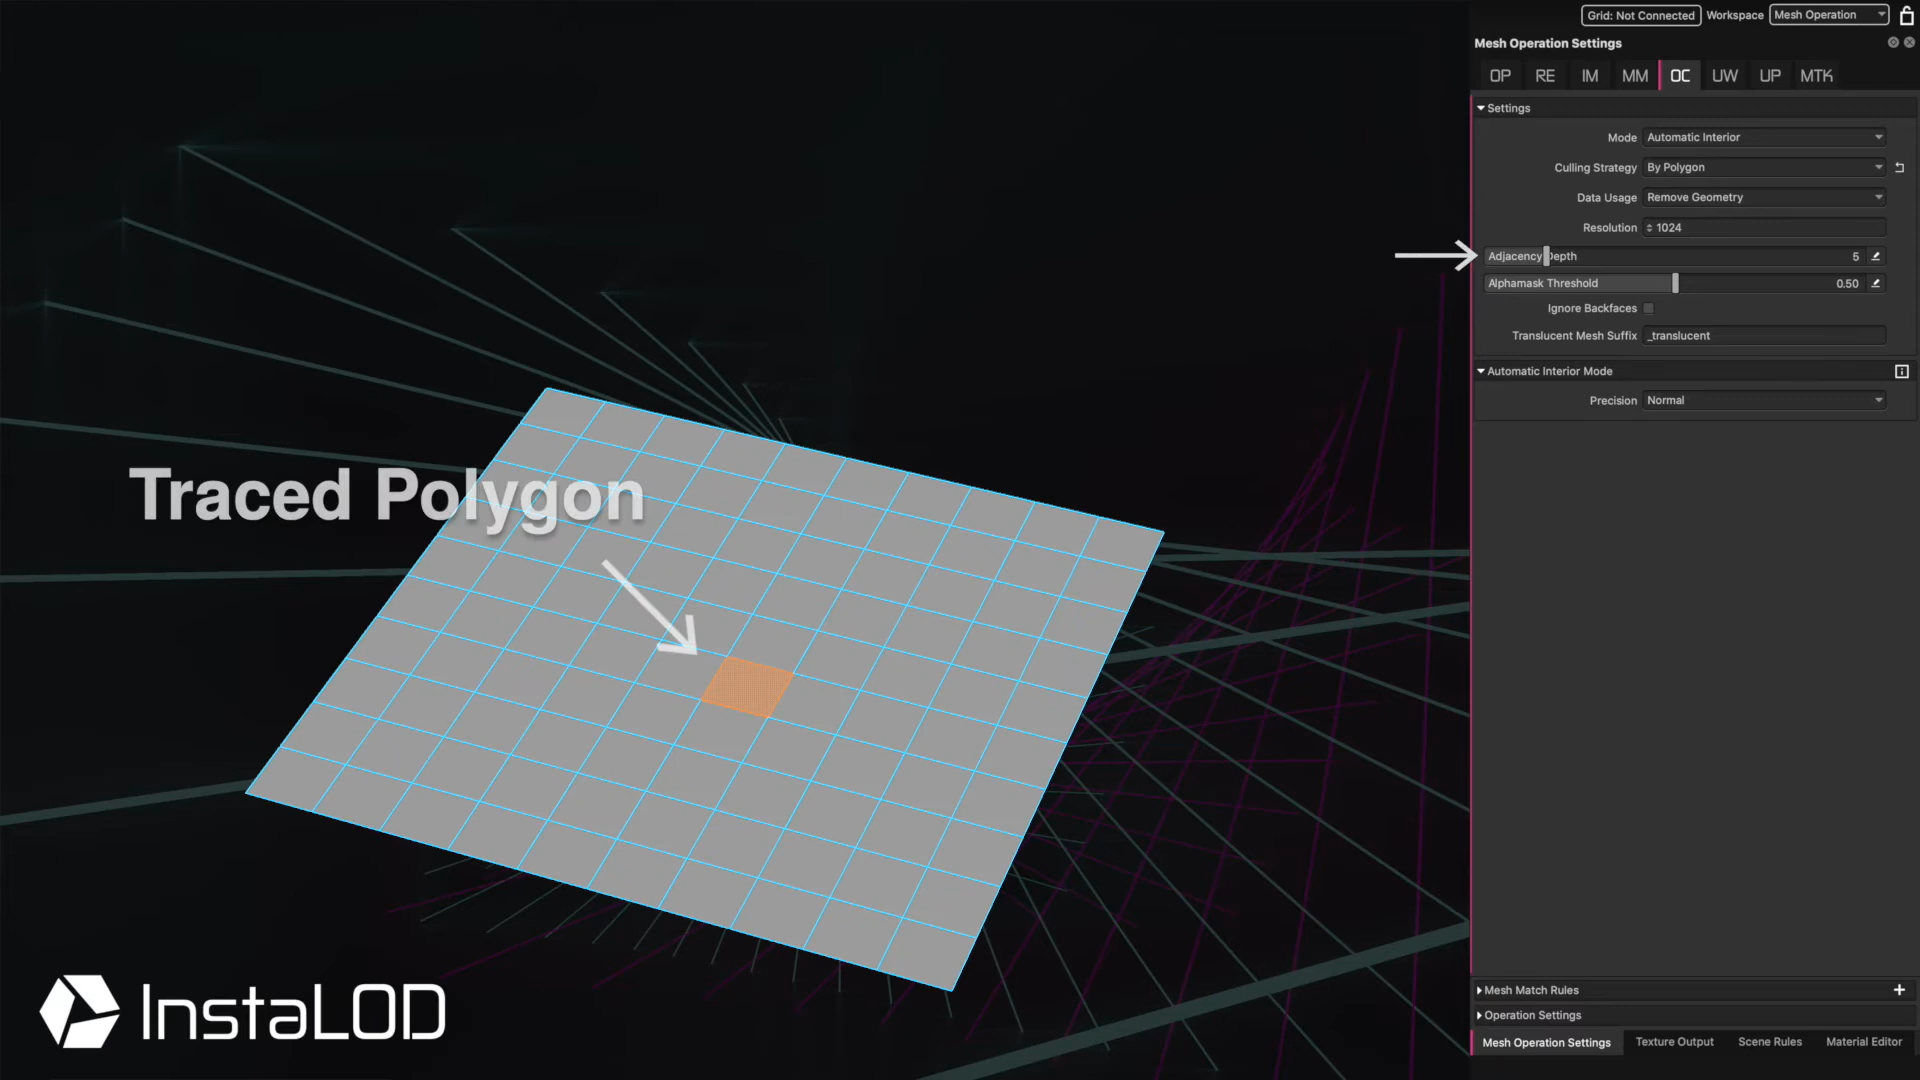 Grid: Not Connected Workspace Mesh Operation
Mesh Operation Settings
OP RE IM MM OC UW UP MTK
Settings
Mode Automatic Interior
Culling Strategy By Polygon
Data Usage Remove Geometry
Resolution 1024
Adjacency Depth 5
Alphamask Threshold 0.50
Ignore Backfaces
Translucent Mesh Suffix _translucent
Automatic Interior Mode
Precision Normal
Traced Polygon
InstaLOD
Mesh Match Rules
Operation Settings
Mesh Operation Settings Texture Output Scene Rules Material Editor